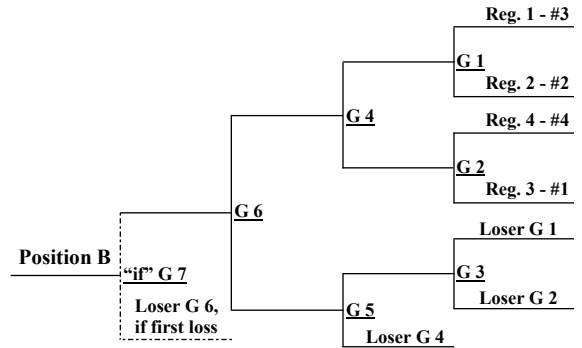 Reg. 1 - #3
G 1
Reg. 2 - #2
G 4
Reg. 4 - #4
G 2
Reg. 3 - #1
G 6
Loser G 1
Position B
"if" G 7
G 3
Loser G 6,
if first loss
G 5
Loser G 2
Loser G 4